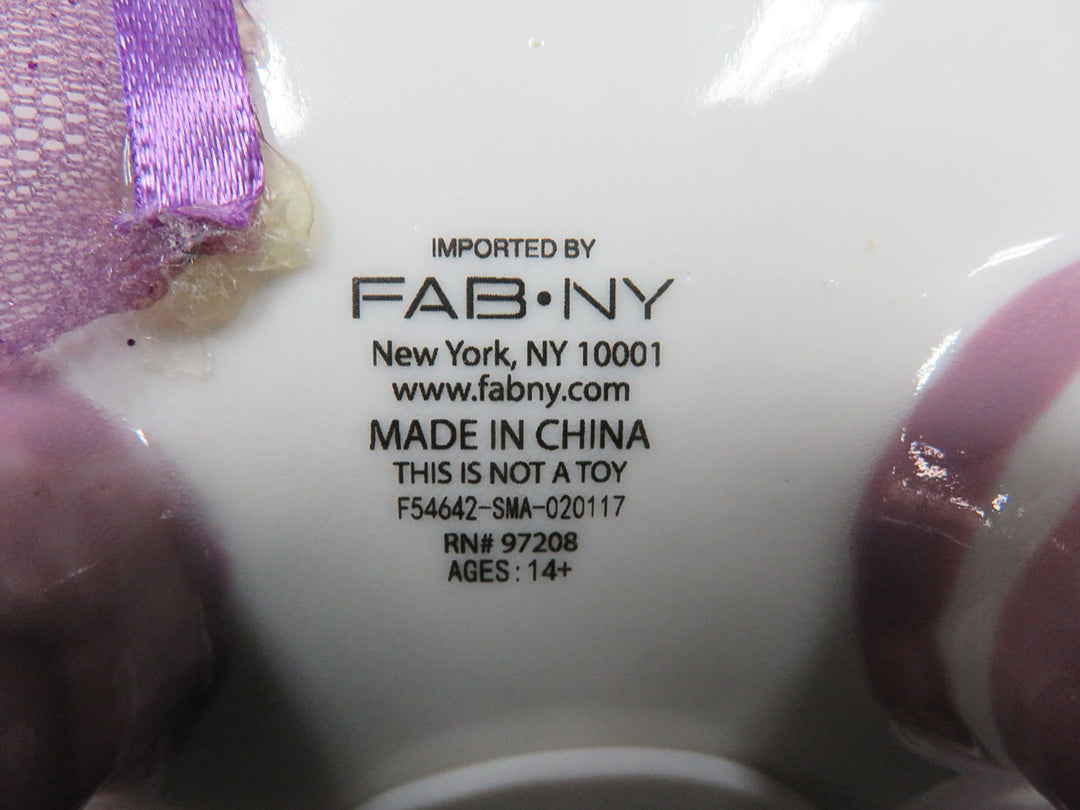 IMPORTED BY
FAB•NY
New York, NY 10001
www.fabny.com
MADE IN CHINA
THIS IS NOT A TOY
F54642-SMA-020117
RN# 97208
AGES: 14+